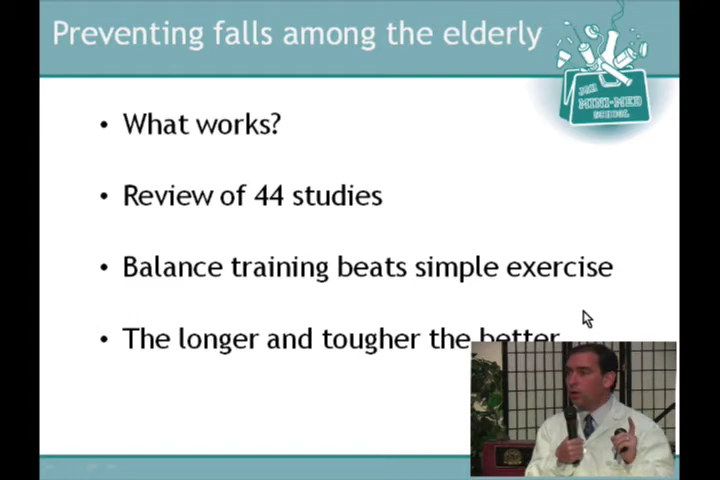 Preventing falls among the elderly
MINI-MED
SCHOOL
• What works?
• Review of 44 studies
• Balance training beats simple exercise
• The longer and tougher the better